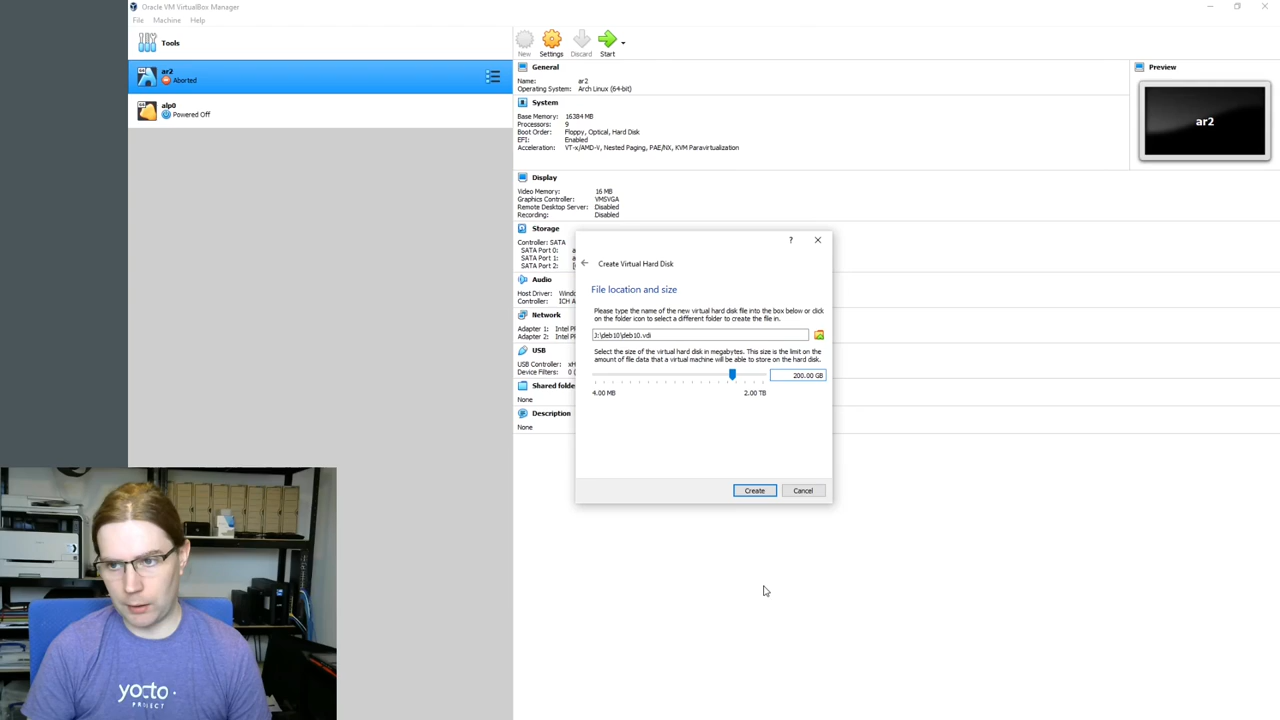 Oracle VM VirtualBox Manager
File Machine Help
Tools
New Settings Discard Start
ar2
Aborted
alp0
Powered Off
General
Name: ar2
Operating System: Arch Linux (64-bit)
System
Base Memory: 16384 MB
Processors: 9
Boot Order: Floppy, Optical, Hard Disk
EFI: Enabled
Acceleration: VT-x/AMD-V, Nested Paging, PAE/NX, KVM Paravirtualization
Preview
ar2
Display
Video Memory: 16 MB
Graphics Controller: VMSVGA
Remote Desktop Server: Disabled
Recording: Disabled
Storage
Controller: SATA
SATA Port 0:
SATA Port 1:
SATA Port 2:
Audio
Host Driver:
Controller: ICH
Network
Adapter 1: Intel
Adapter 2: Intel
USB
USB Controller:
Device Filters: 0
Shared folde
None
Description
None
?
Create Virtual Hard Disk
File location and size
Please type the name of the new virtual hard disk file into the box below or click
on the folder icon to select a different folder to create the file in.
J:\deb10\deb10.vdi
Select the size of the virtual hard disk in megabytes. This size is the limit on the
amount of file data that a virtual machine will be able to store on the hard disk.
200.00 GB
4.00 MB 2.00 TB
Create Cancel
yocto
PROJECT